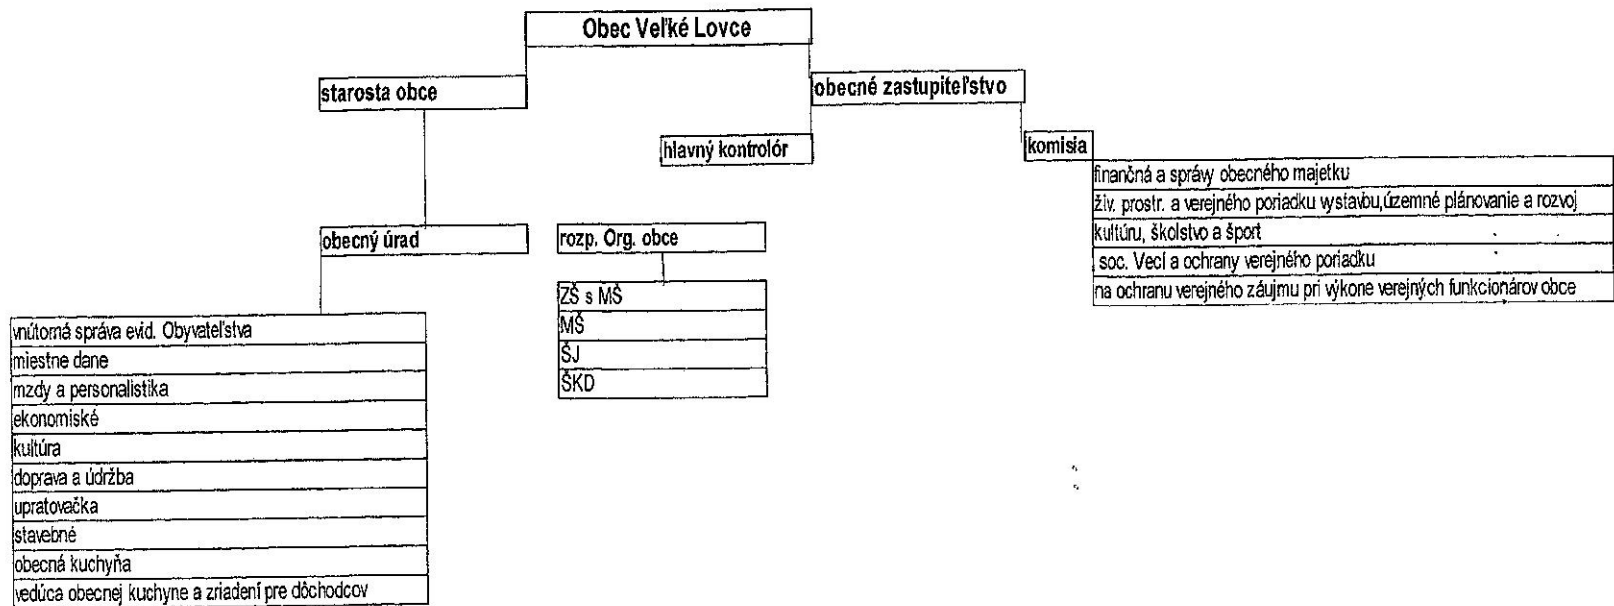 Obec Veľké Lovce
starosta obce
obecné zastupiteľstvo
hlavný kontrolór
komisia
finančná a správy obecného majetku
živ. prostr. a verejného poriadku vystavbu,územné plánovanie a rozvoj
kultúru, školstvo a šport
soc. Vecí a ochrany verejného poriadku
na ochranu verejného záujmu pri výkone verejných funkcionárov obce
obecný úrad
rozp. Org. obce
ZŠ s MŠ
MŠ
ŠJ
ŠKD
vnútorná správa evid. Obyvateľstva
miestne dane
mzdy a personalistika
ekonomiské
kultúra
doprava a údržba
upratovačka
stavebné
obecná kuchyňa
vedúca obecnej kuchyne a zriadení pre dôchodcov